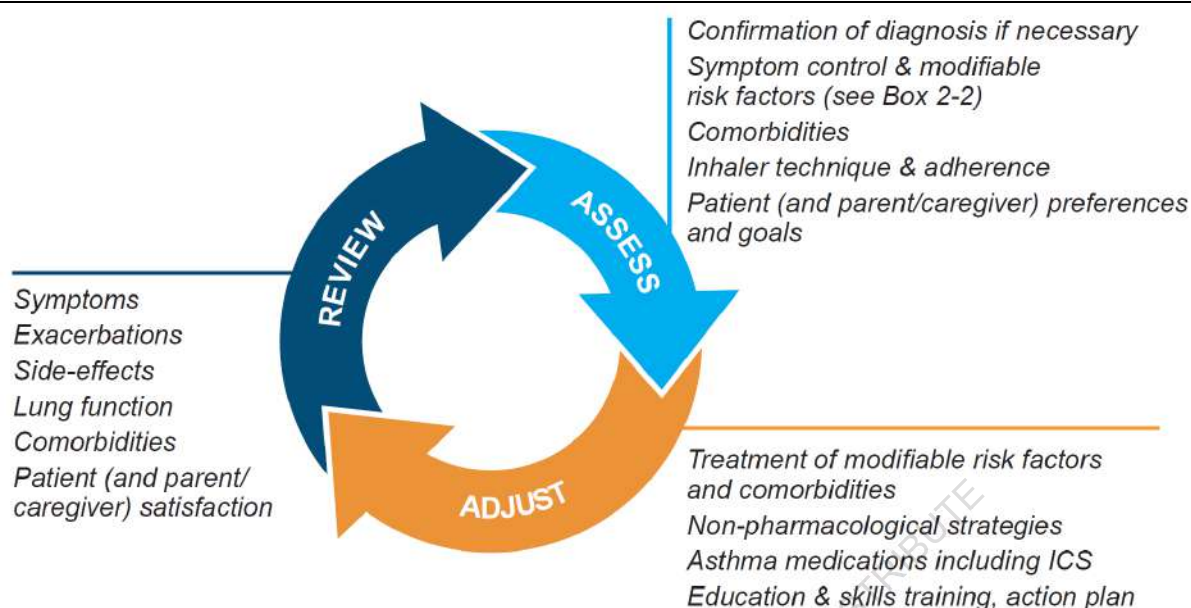 Confirmation of diagnosis if necessary
Symptom control & modifiable
risk factors (see Box 2-2)
Comorbidities
Inhaler technique & adherence
Patient (and parent/caregiver) preferences
and goals
ASSESS
REVIEW
Symptoms
Exacerbations
Side-effects
Lung function
Comorbidities
Patient (and parent/
caregiver) satisfaction
ADJUST
Treatment of modifiable risk factors
and comorbidities
Non-pharmacological strategies
Asthma medications including ICS
Education & skills training, action plan